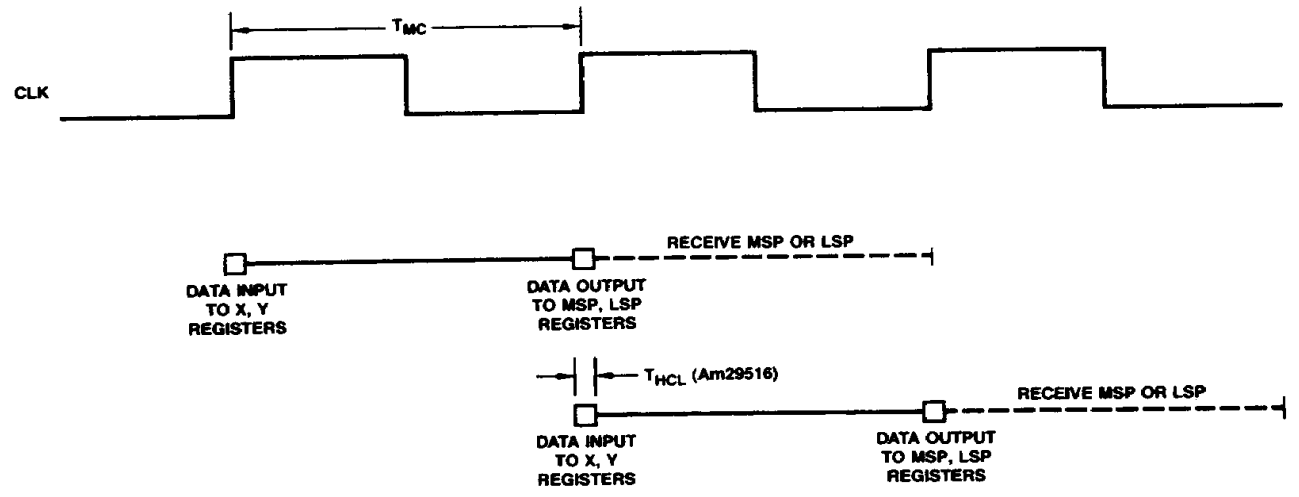 TMC
CLK
RECEIVE MSP OR LSP
DATA INPUT
TO X, Y
REGISTERS
DATA OUTPUT
TO MSP, LSP
REGISTERS
THCL (Am29516)
RECEIVE MSP OR LSP
DATA INPUT
TO X, Y
REGISTERS
DATA OUTPUT
TO MSP, LSP
REGISTERS